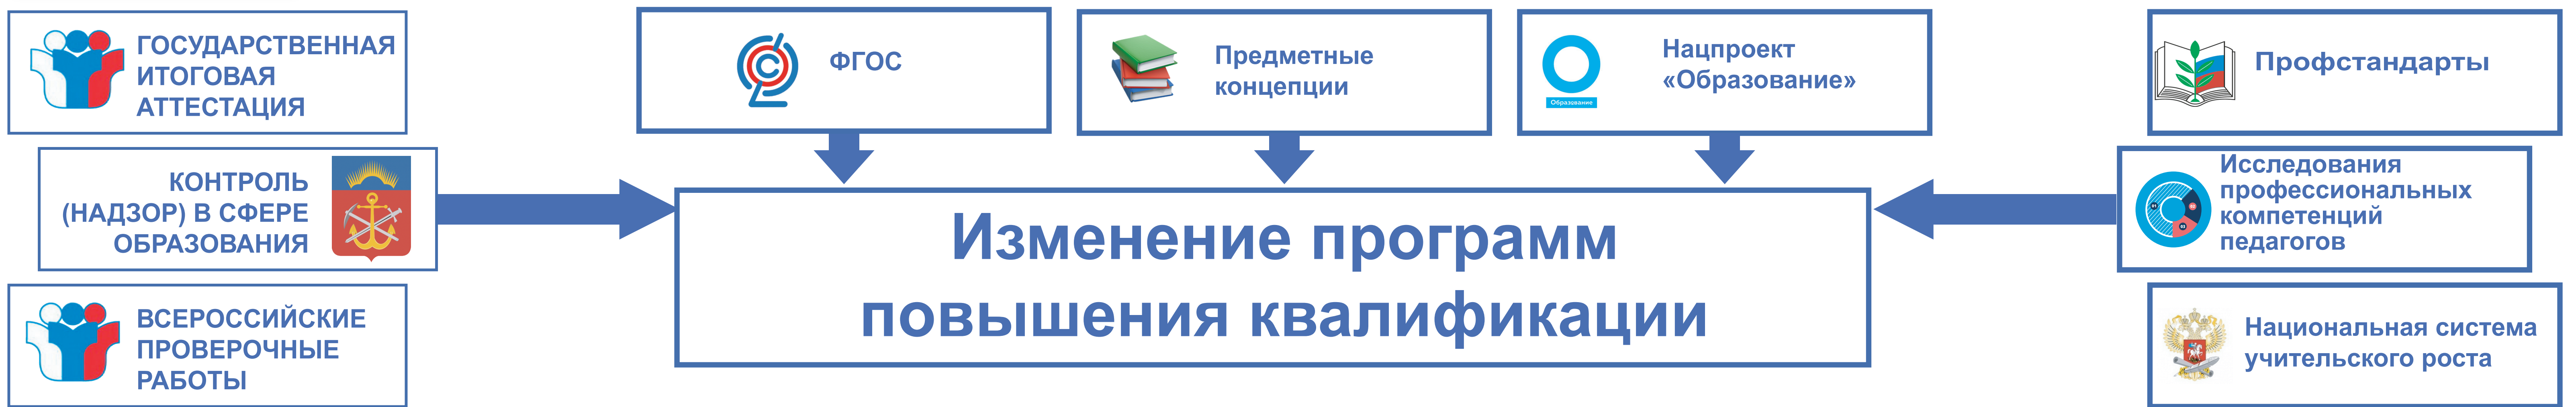 ГОСУДАРСТВЕННАЯ
ИТОГОВАЯ
АТТЕСТАЦИЯ
КОНТРОЛЬ
(НАДЗОР) В СФЕРЕ
ОБРАЗОВАНИЯ
ВСЕРОССИЙСКИЕ
ПРОВЕРОЧНЫЕ
РАБОТЫ
ФГОС
Предметные
концепции
Образование
Нацпроект
«Образование»
Изменение программ
повышения квалификации
Профстандарты
Исследования
профессиональных
компетенций
педагогов
Национальная система
учительского роста